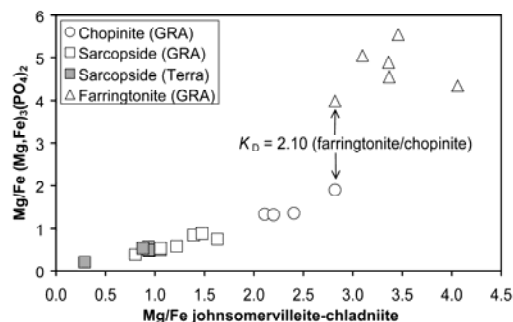 6
5
4
3
2
1
0
Mg/Fe (Mg,Fe)₃(PO₄)₂
Chopinite (GRA)
Sarcopside (GRA)
Sarcopside (Terra)
Farringtonite (GRA)
K_D = 2.10 (farringtonite/chopinite)
0.0 0.5 1.0 1.5 2.0 2.5 3.0 3.5 4.0 4.5
Mg/Fe johnsomervilleite-chladniite